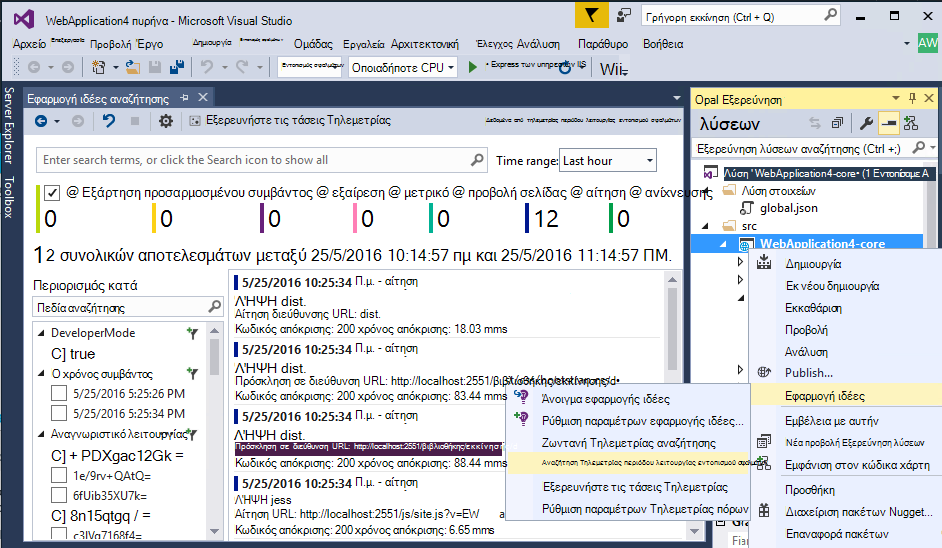 WebApplication4 πυρήνα - Microsoft Visual Studio
Γρήγορη εκκίνηση (Ctrl + Q)
Αρχείο Επεξεργασία Προβολή Έργο Δημιουργία Εντοπισμός σφαλμάτων Ομάδας Εργαλεία Αρχιτεκτονική Έλεγχος Ανάλυση Παράθυρο Βοήθεια AW
Εντοπισμού σφαλμάτων Οποιαδήποτε CPU • Express των υπηρεσιών IIS Wii
Server Explorer
Toolbox
Εφαρμογή ιδέες αναζήτησης
Εξερευνήστε τις τάσεις Τηλεμετρίας
Δεδομένα από τηλεμετρίας περιόδου λειτουργίας εντοπισμού σφαλμάτων
Enter search terms, or click the Search icon to show all
Time range: Last hour
@ Εξάρτηση προσαρμοσμένου συμβάντος @ εξαίρεση @ μετρικό @ προβολή σελίδας @ αίτηση @ ανίχνευσης
0 0 0 0 0 12 0
12 συνολικών αποτελεσμάτων μεταξύ 25/5/2016 10:14:57 πμ και 25/5/2016 11:14:57 ΠΜ.
Περιορισμός κατά
Πεδία αναζήτησης
DeveloperMode
C] true
Ο χρόνος συμβάντος
5/25/2016 5:25:26 PM
5/25/2016 5:25:34 PM
Αναγνωριστικό λειτουργίας
C] + PDXgac12Gk =
1e/9rv+QAtQ=
6fUib35XU7k=
C] 8n15qtgq / =
c3IVq7168f4=
5/25/2016 10:25:34 Π.μ. - αίτηση
ΛΉΨΗ dist.
Αίτηση διεύθυνσης URL: dist.
Κωδικός απόκρισης: 200 χρόνος απόκρισης: 18.03 mms
5/25/2016 10:25:34 Π.μ. - αίτηση
ΛΉΨΗ dist.
Πρόσκληση σε διεύθυνση URL: http://localhost:2551/βιβλιοθήκης/εκκίνησης/d•
Κωδικός απόκρισης: 200 χρόνος απόκρισης: 83.44 mms
5/25/2016 10:25:34 Π.μ. - αίτηση
ΛΉΨΗ dist.
Πρόσκληση σε διεύθυνση URL: http://localhost:2551/βιβλιοθήκης/εκκίνησης
Κωδικός απόκρισης: 200 χρόνος απόκρισης: 88.44 mms
5/25/2016 10:25:34 Π.μ. - αίτηση
ΛΉΨΗ jess
Αίτηση URL: http://localhost:2551/js/site.js?v=EW
Κωδικός απόκρισης: 200 χρόνος απόκρισης: 6.65 mms
Άνοιγμα εφαρμογής ιδέες
Ρύθμιση παραμέτρων εφαρμογής ιδέες...
Ζωντανή Τηλεμετρίας αναζήτησης
Αναζήτηση Τηλεμετρίας περιόδου λειτουργίας εντοπισμού σφαλμάτων
Εξερευνήστε τις τάσεις Τηλεμετρίας
Ρύθμιση παραμέτρων Τηλεμετρίας πόρων
Opal Εξερεύνηση
λύσεων
Εξερεύνηση λύσεων αναζήτησης (Ctrl +;)
Λύση ' WebApplication4-core• (1 Εντοπίσαμε Α
Λύση στοιχείων
global.json
src
WebApplication4-core
Δημιουργία
Εκ νέου δημιουργία
Εκκαθάριση
Προβολή
Ανάλυση
Publish...
Εφαρμογή ιδέες
Εμβέλεια με αυτήν
Νέα προβολή Εξερεύνηση λύσεων
Εμφάνιση στον κώδικα χάρτη
Προσθήκη
Διαχείριση πακέτων Nugget...
Επαναφορά πακέτων